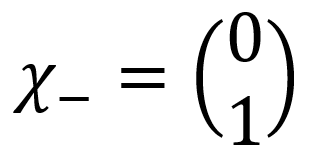 χ₋ = (0
1)